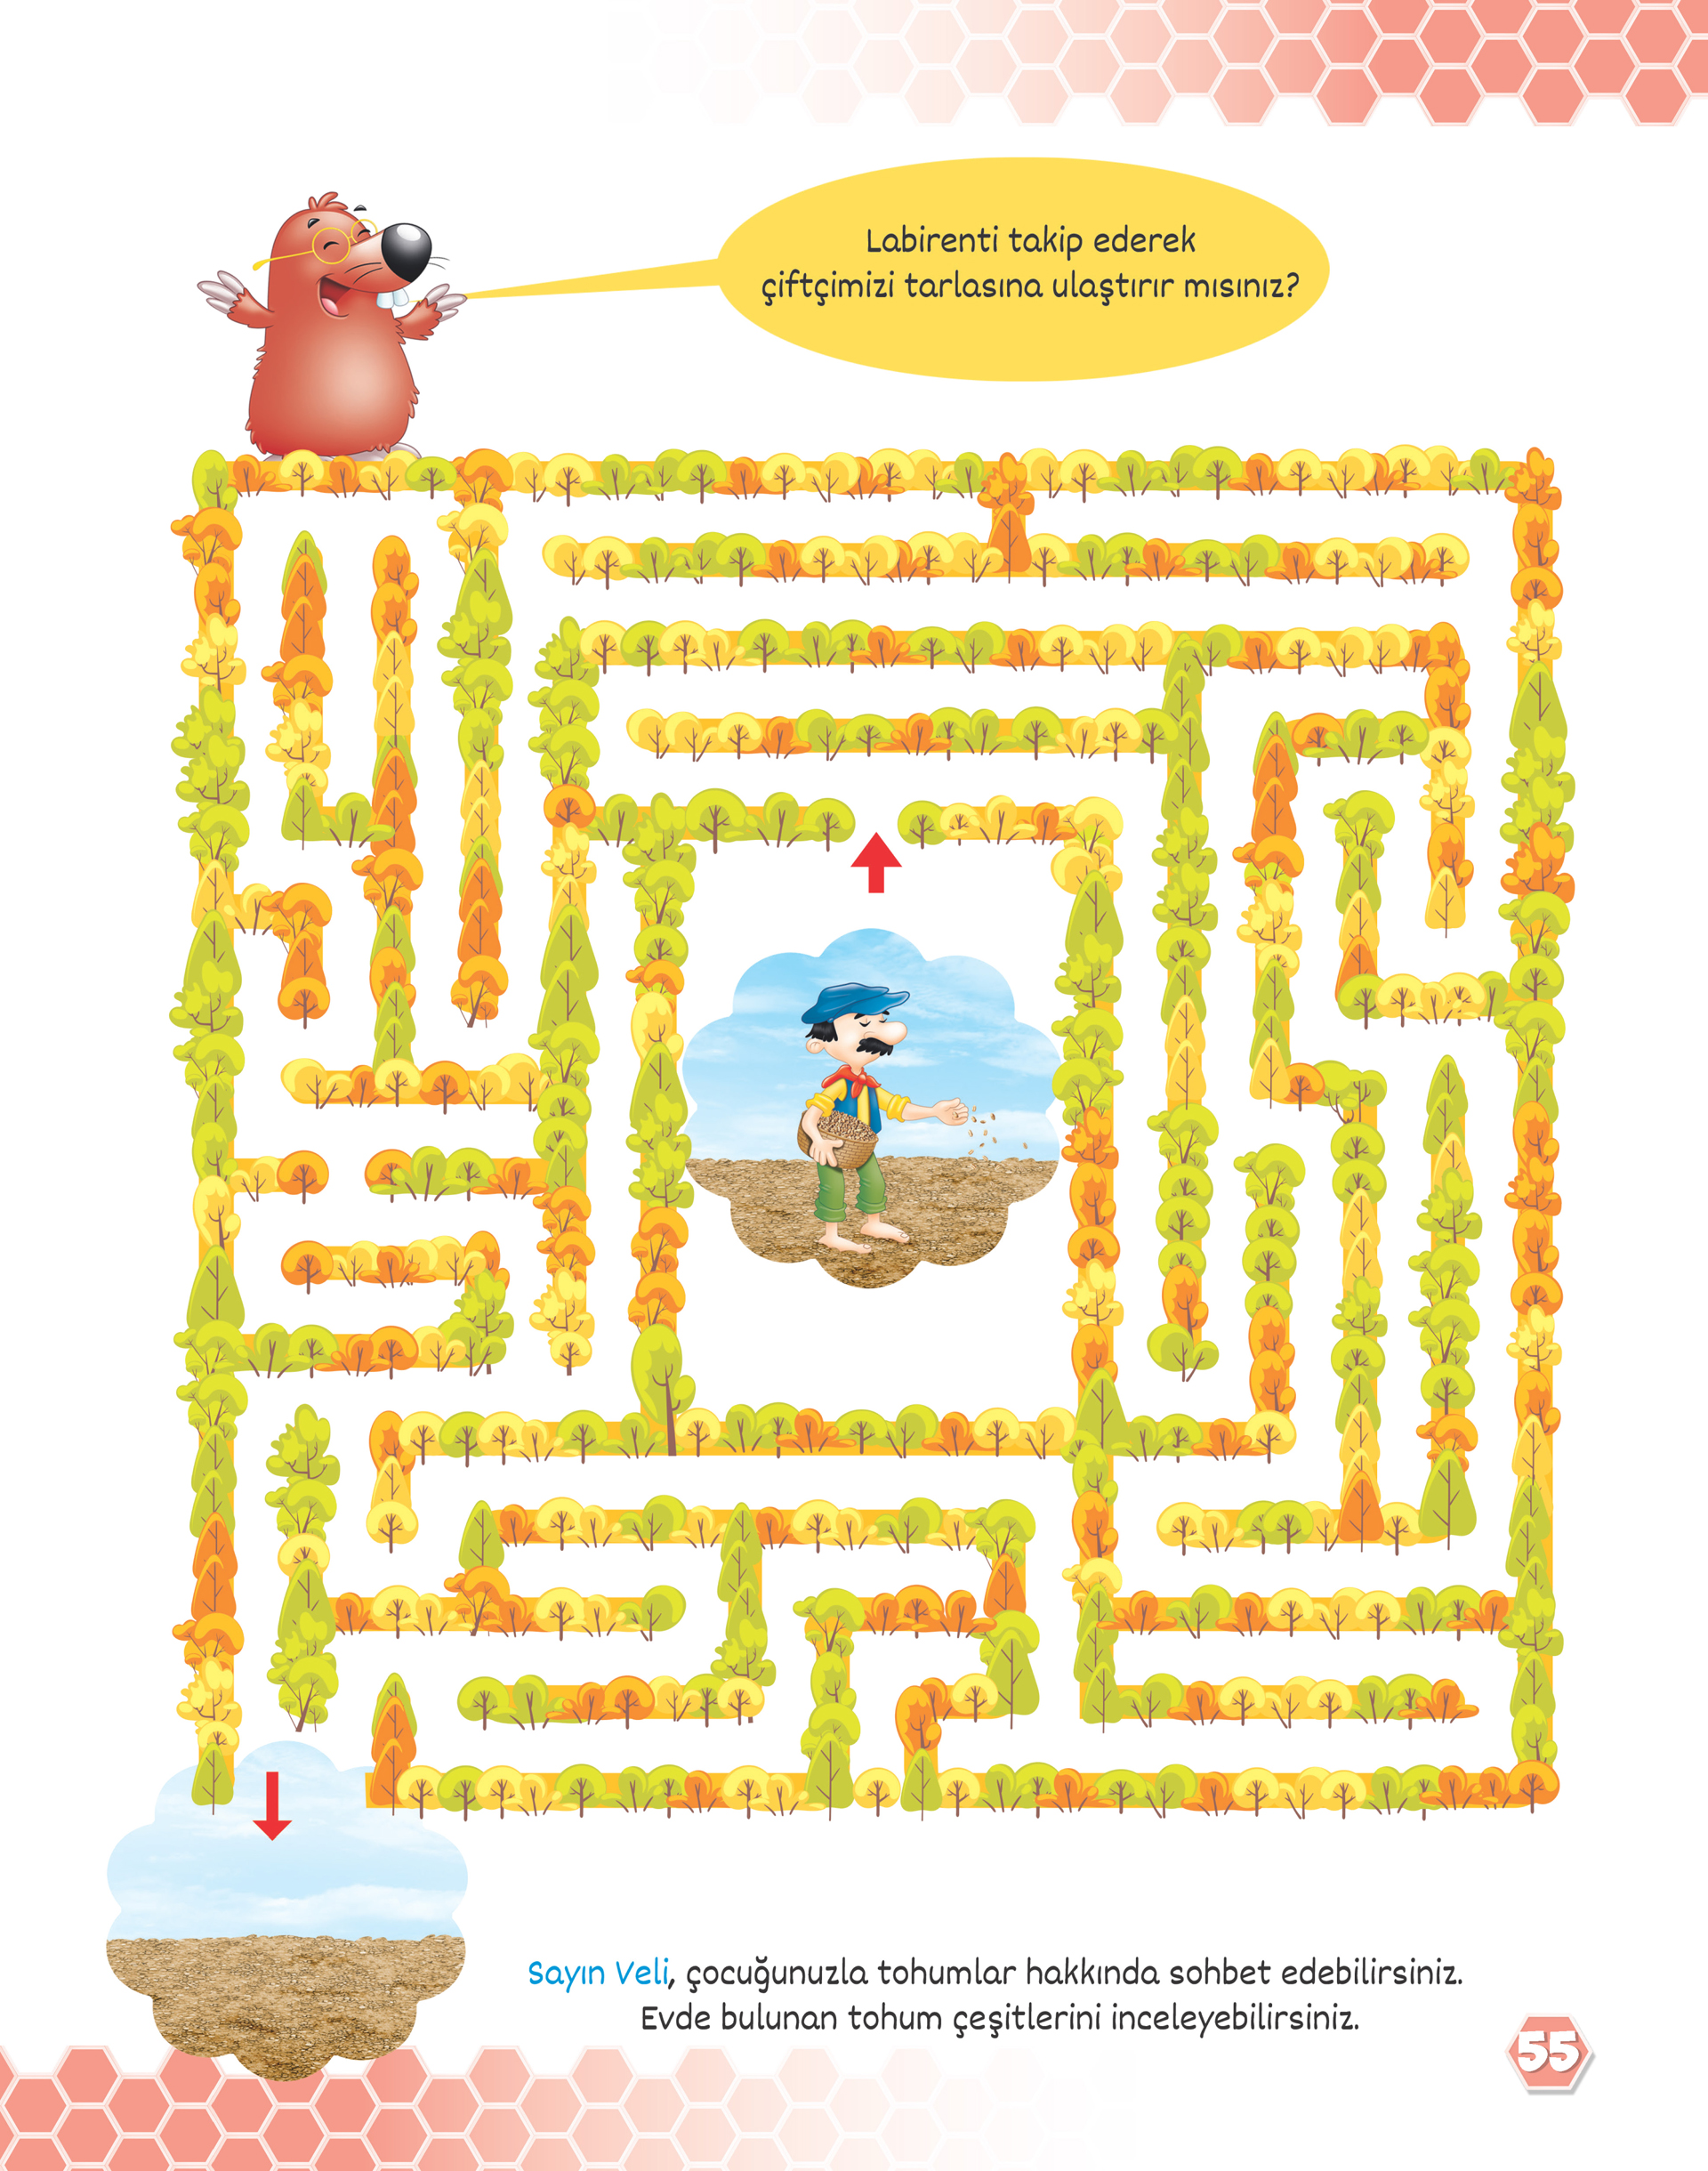 Labirenti takip ederek
çiftçimizi tarlasına ulaştırır mısınız?
Sayın Veli, çocuğunuzla tohumlar hakkında sohbet edebilirsiniz.
Evde bulunan tohum çeşitlerini inceleyebilirsiniz.
55